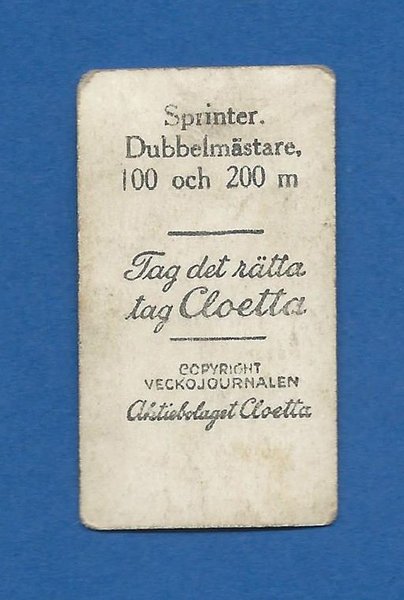 Sprinter.
Dubbelmästare,
100 och 200 m
Tag det rätta
tag Cloetta
COPYRIGHT
VECKOJOURNALEN
Aktiebolaget Cloetta